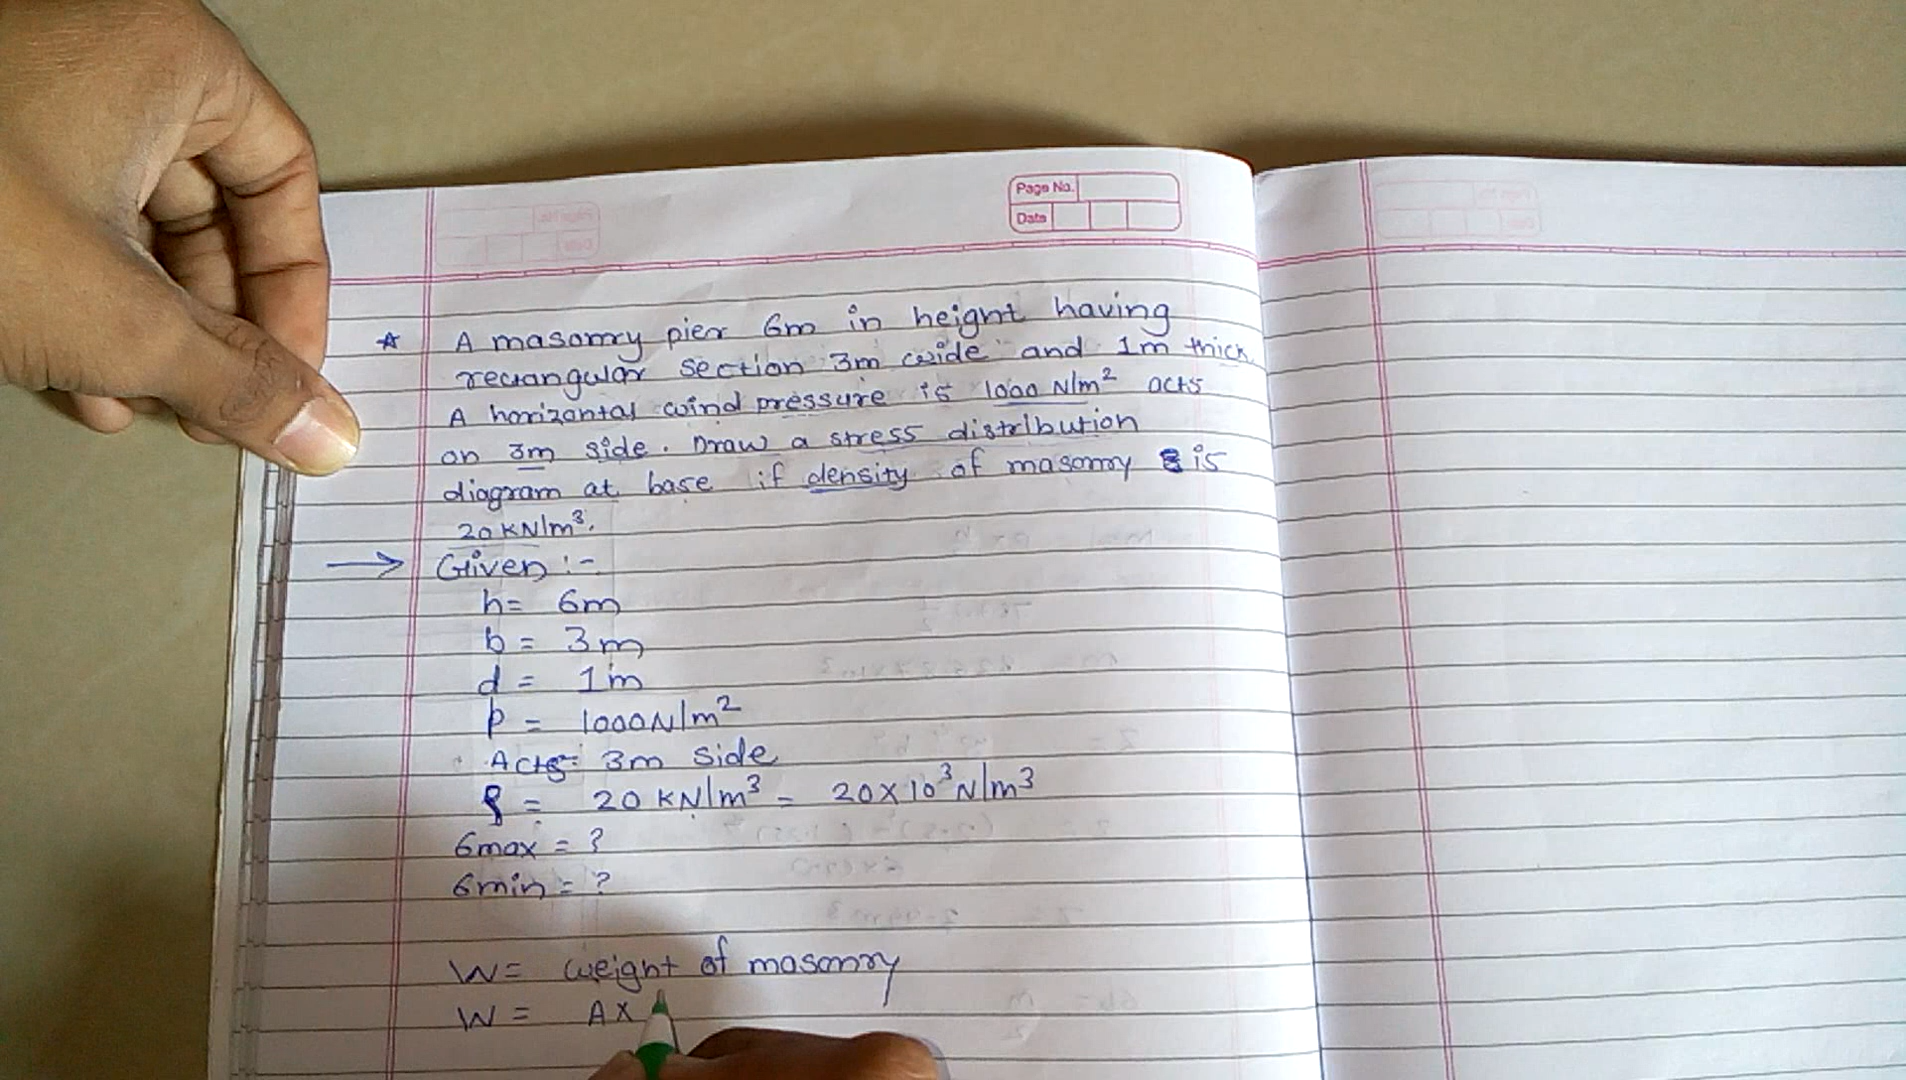 Page No.
Date
☆ A masonry pier 6m in height having
rectangular section 3m wide and 1m thick
A horizantal wind pressure is 1000 N/m² acts
on 3m side. Draw a stress distribution
diagram at base if density of masonry is
20 KN/m³.
→ Given :-
h = 6m
b = 3m
d = 1m
p = 1000 N/m²
Acts = 3m side
ρ = 20 KN/m³ = 20×10³ N/m³
6max = ?
6min = ?
W = weight of masonry
W = A×